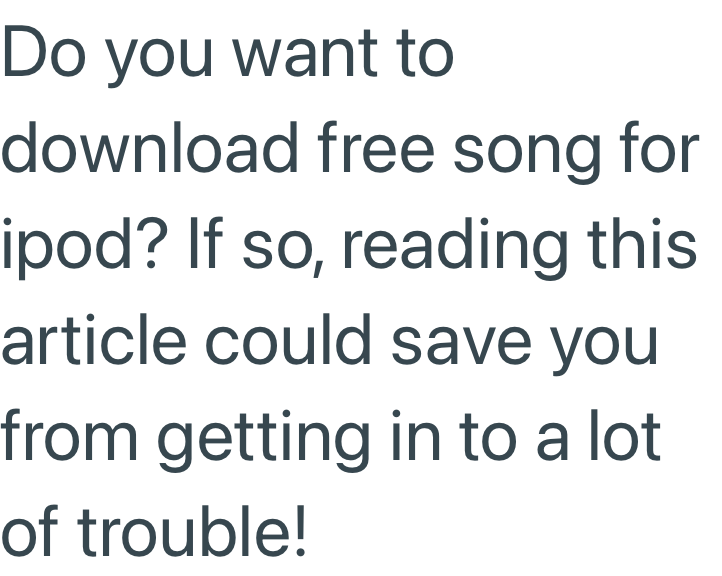 Do you want to
download free song for
ipod? If so, reading this
article could save you
from getting in to a lot
of trouble!